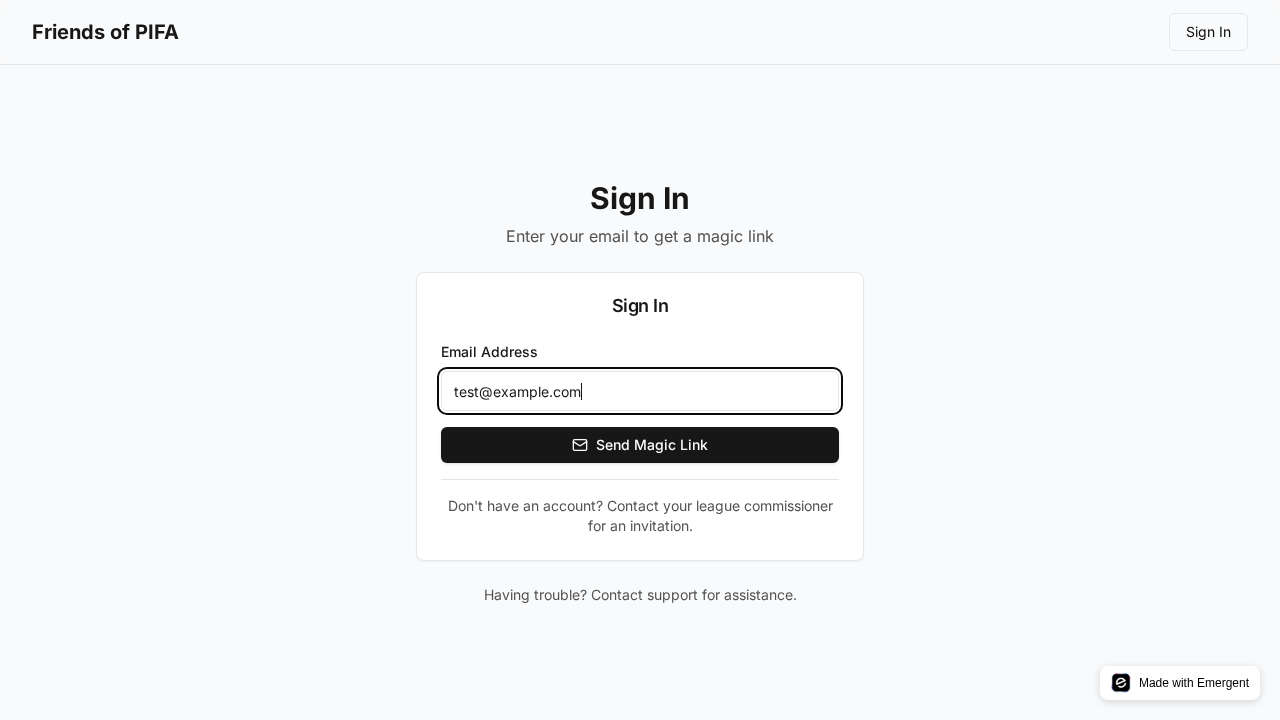 Friends of PIFA
Sign In
Sign In
Enter your email to get a magic link
Sign In
Email Address
test@example.com
Send Magic Link
Don't have an account? Contact your league commissioner
for an invitation.
Having trouble? Contact support for assistance.
Made with Emergent